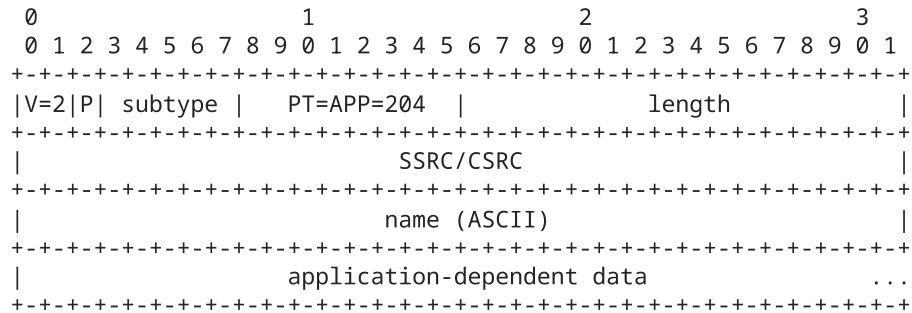 0                   1                   2                   3
 0 1 2 3 4 5 6 7 8 9 0 1 2 3 4 5 6 7 8 9 0 1 2 3 4 5 6 7 8 9 0 1
+-+-+-+-+-+-+-+-+-+-+-+-+-+-+-+-+-+-+-+-+-+-+-+-+-+-+-+-+-+-+-+-+
|V=2|P| subtype |   PT=APP=204  |             length            |
+-+-+-+-+-+-+-+-+-+-+-+-+-+-+-+-+-+-+-+-+-+-+-+-+-+-+-+-+-+-+-+-+
|                           SSRC/CSRC                           |
+-+-+-+-+-+-+-+-+-+-+-+-+-+-+-+-+-+-+-+-+-+-+-+-+-+-+-+-+-+-+-+-+
|                          name (ASCII)                         |
+-+-+-+-+-+-+-+-+-+-+-+-+-+-+-+-+-+-+-+-+-+-+-+-+-+-+-+-+-+-+-+-+
|                   application-dependent data                ...
+-+-+-+-+-+-+-+-+-+-+-+-+-+-+-+-+-+-+-+-+-+-+-+-+-+-+-+-+-+-+-+-+